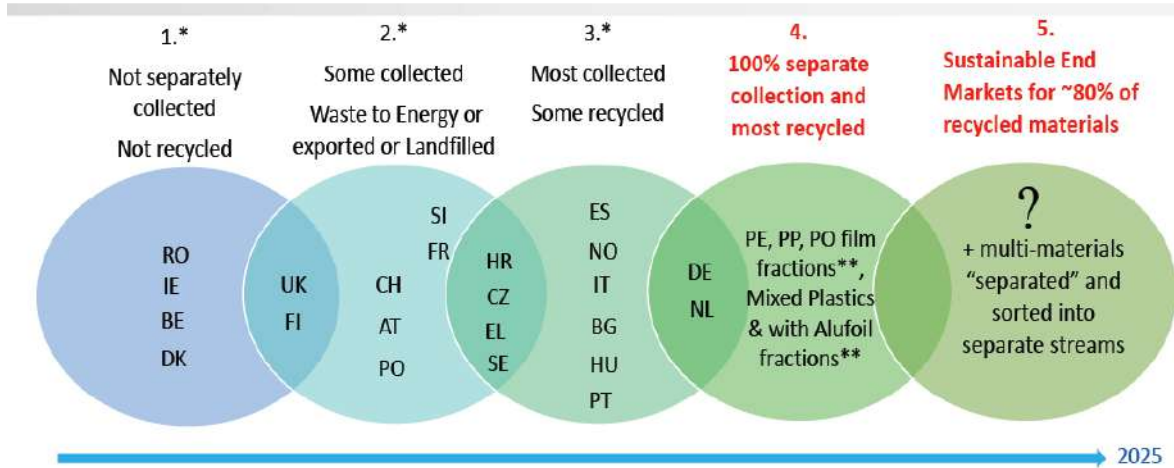 1.*
Not separately
collected
Not recycled
2.*
Some collected
Waste to Energy or
exported or Landfilled
3.*
Most collected
Some recycled
4.
100% separate
collection and
most recycled
5.
Sustainable End
Markets for ~80% of
recycled materials
RO
IE
BE
DK
UK
FI
SI
FR
CH
AT
PO
HR
CZ
EL
SE
ES
NO
IT
BG
HU
PT
DE
NL
PE, PP, PO film
fractions**,
Mixed Plastics
& with Alufoil
fractions**
?
+ multi-materials
“separated” and
sorted into
separate streams
2025